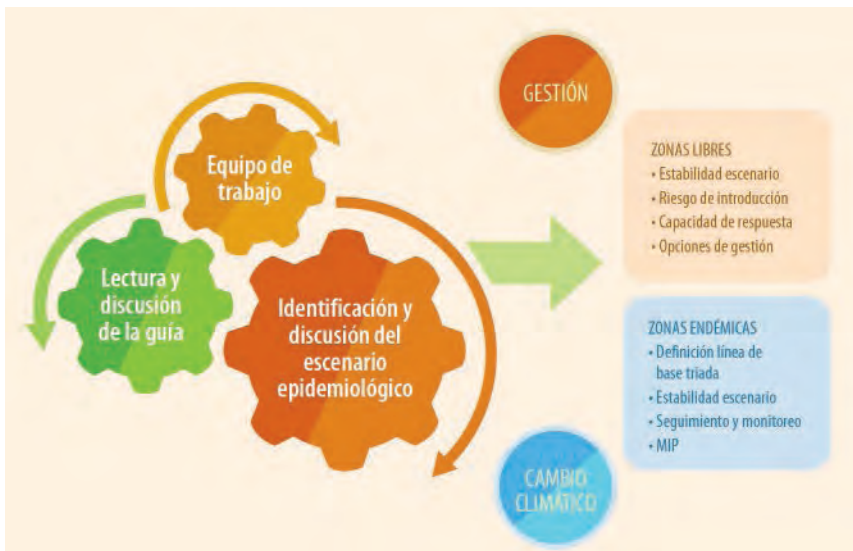 Equipo de
trabajo
Lectura y
discusión
de la guía
Identificación y
discusión del
escenario
epidemiológico
GESTIÓN
ZONAS LIBRES
• Estabilidad escenario
• Riesgo de introducción
• Capacidad de respuesta
• Opciones de gestión
ZONAS ENDÉMICAS
• Definición línea de
base triada
• Estabilidad escenario
• Seguimiento y monitoreo
• MIP
CAMBIO
CLIMÁTICO